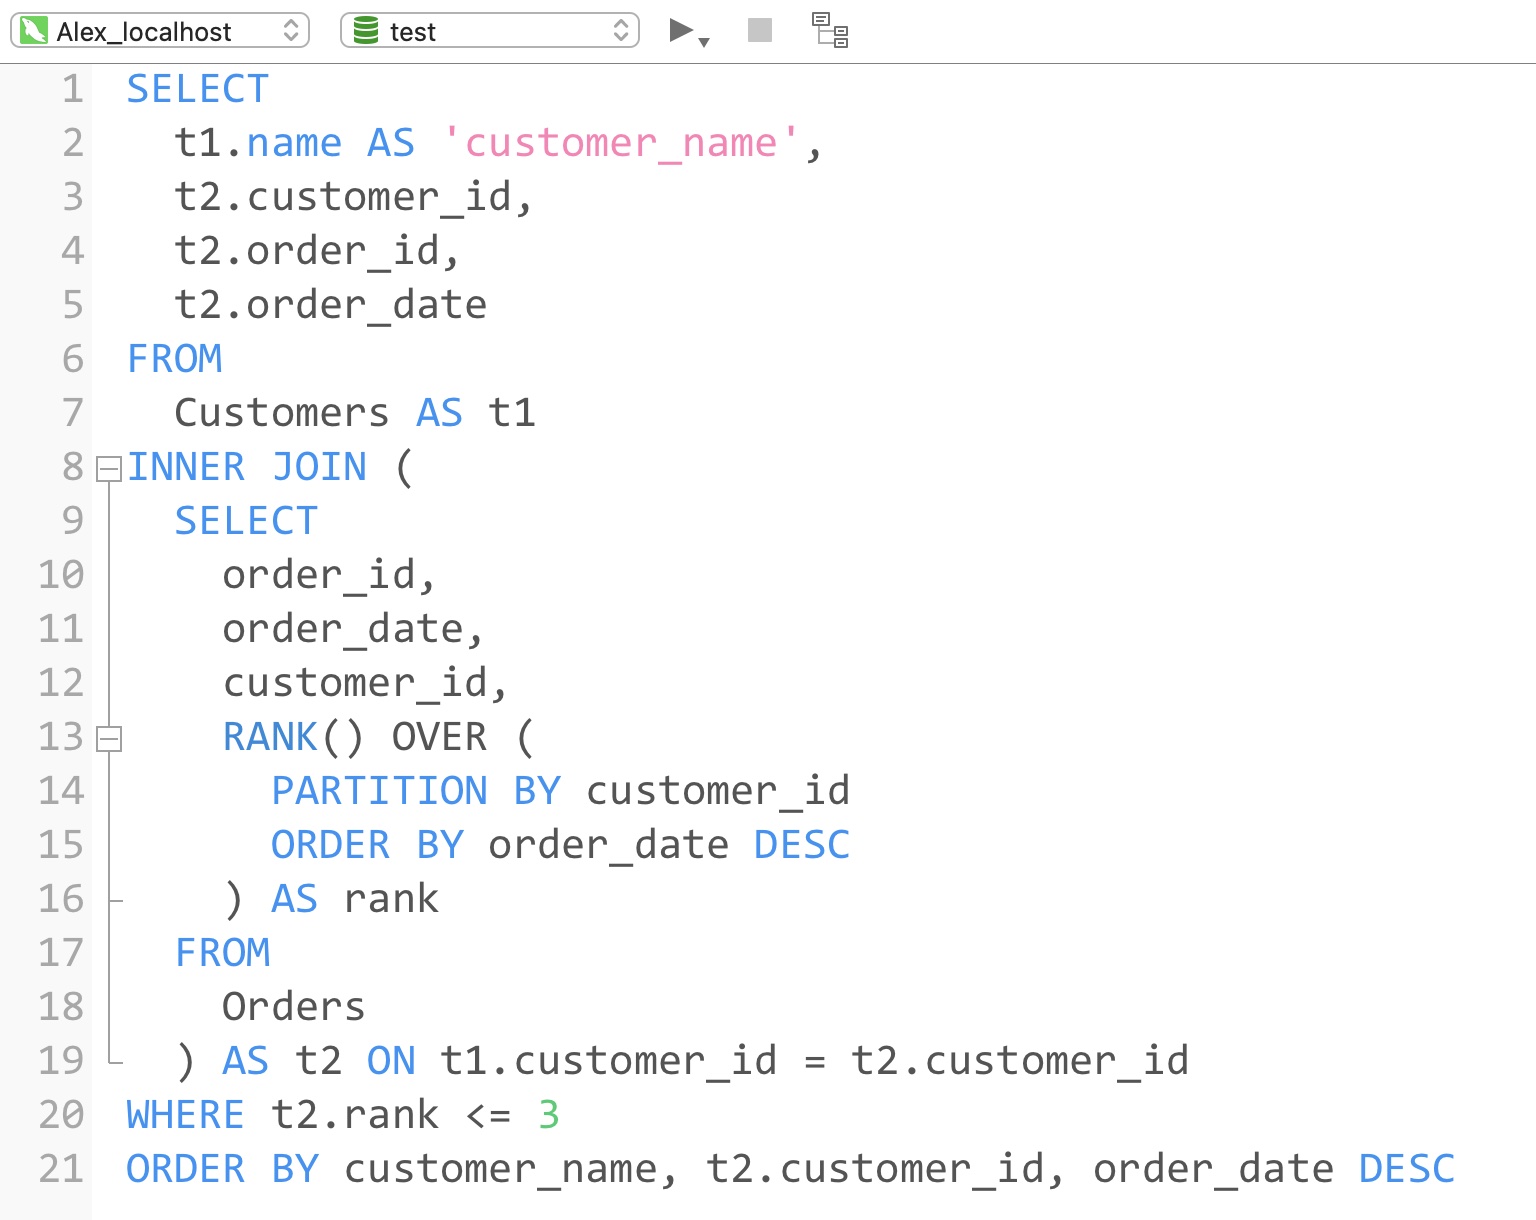 Alex_localhost test
1 SELECT
2 t1.name AS 'customer_name',
3 t2.customer_id,
4 t2.order_id,
5 t2.order_date
6 FROM
7 Customers AS t1
8 INNER JOIN (
9 SELECT
10 order_id,
11 order_date,
12 customer_id,
13 RANK() OVER (
14 PARTITION BY customer_id
15 ORDER BY order_date DESC
16 ) AS rank
17 FROM
18 Orders
19 ) AS t2 ON t1.customer_id = t2.customer_id
20 WHERE t2.rank <= 3
21 ORDER BY customer_name, t2.customer_id, order_date DESC